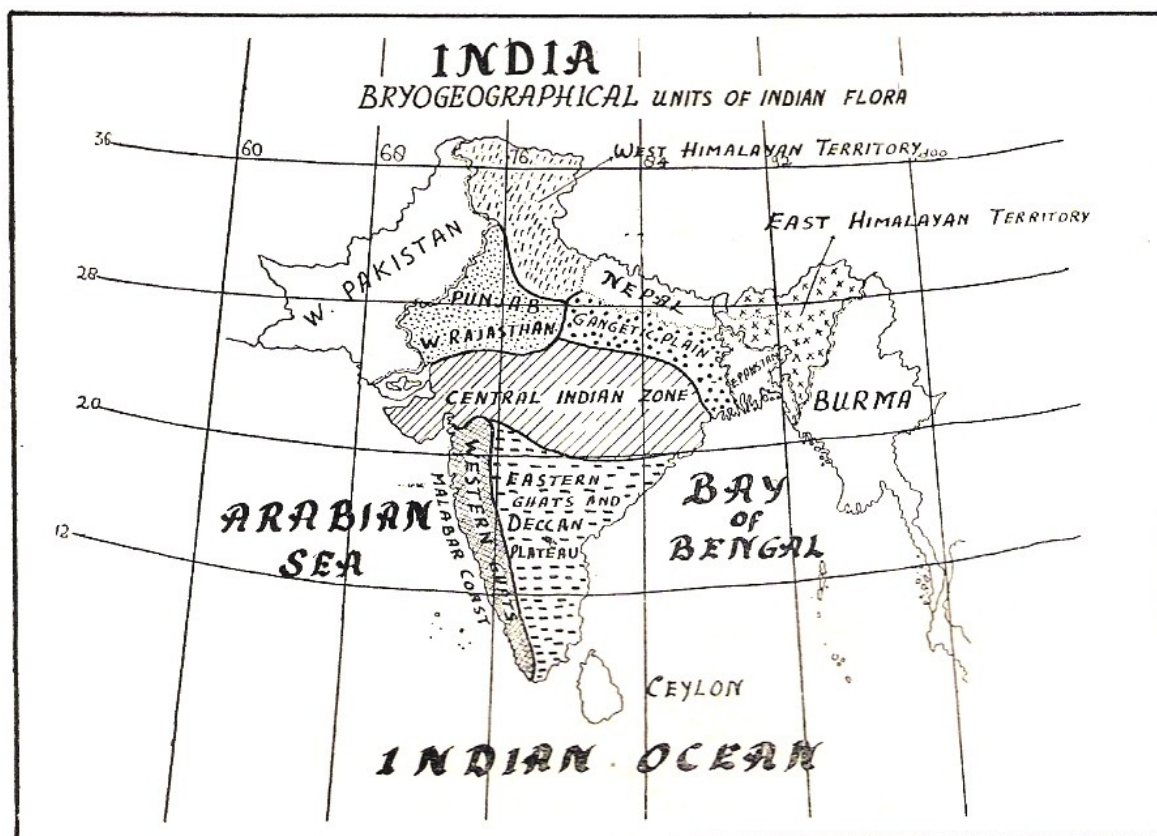 INDIA
BRYOGEOGRAPHICAL UNITS OF INDIAN FLORA
36
60
68
76
84
92
100
WEST HIMALAYAN TERRITORY
EAST HIMALAYAN TERRITORY
W. PAKISTAN
28
NEPAL
PUNJAB
W. RAJASTHAN
GANGETIC PLAIN
E. PAKISTAN
20
CENTRAL INDIAN ZONE
BURMA
WESTERN GHATS
MALABAR COAST
EASTERN
GHATS AND
DECCAN
PLATEAU
ARABIAN
SEA
BAY
OF
BENGAL
12
CEYLON
INDIAN OCEAN